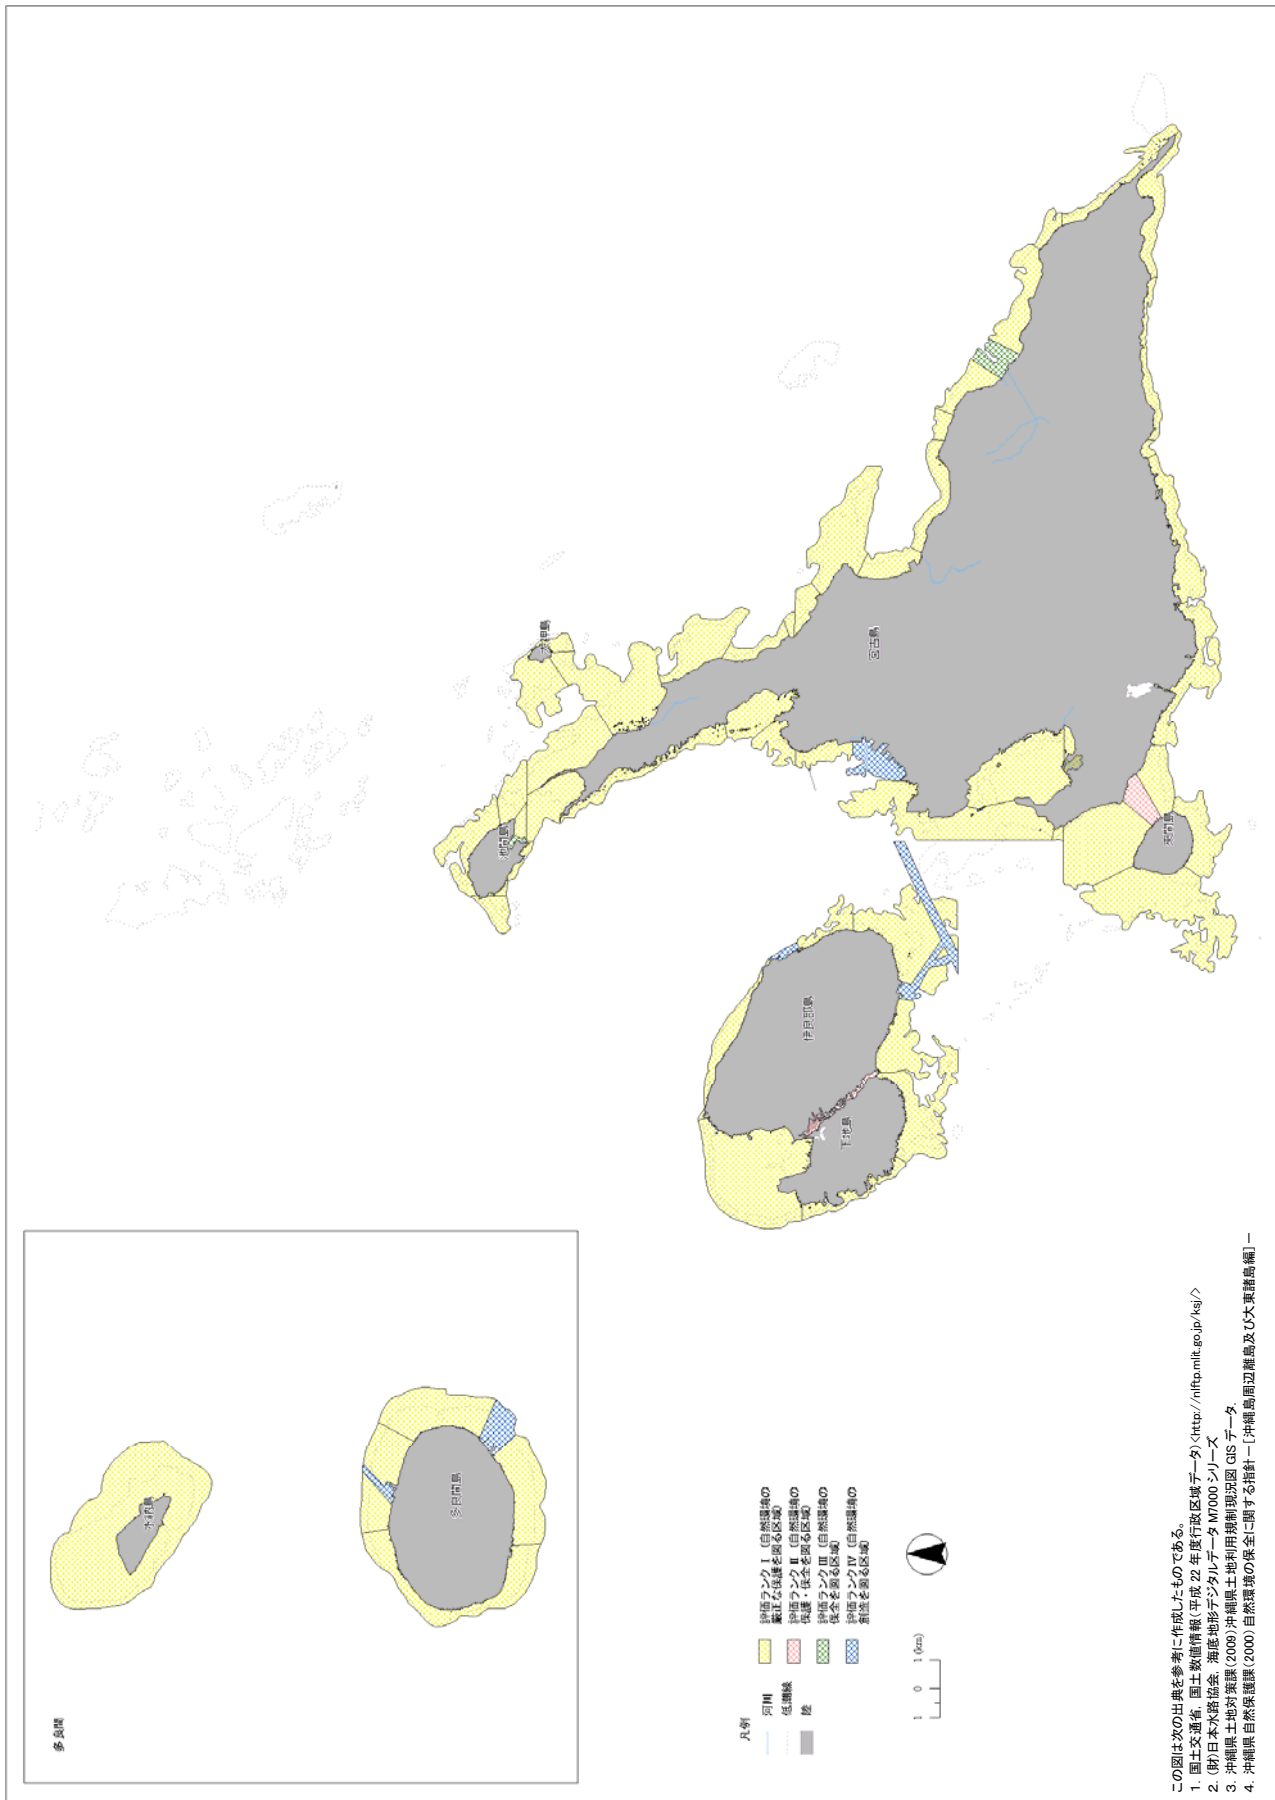 多良間
水納島
多良間島
池間島
大神島
宮古島
伊良部島
下地島
来間島
凡例
河川
低潮線
陸
評価ランク I (自然環境の
厳正な保護を図る区域)
評価ランク II (自然環境の
保護・保全を図る区域)
評価ランク III (自然環境の
保全を図る区域)
評価ランク IV (自然環境の
創造を図る区域)
1 0 1 (km)
この図は次の出典を参考に作成したものである。
1. 国土交通省, 国土数値情報(平成 22 年度行政区域データ)<http://nlftp.mlit.go.jp/ksj/>
2. (財)日本水路協会, 海底地形デジタルデータ M7000 シリーズ
3. 沖縄県土地対策課(2009)沖縄県土地利用規制現況図 GIS データ.
4. 沖縄県自然保護課(2000)自然環境の保全に関する指針-[沖縄島周辺離島及び大東諸島編]-